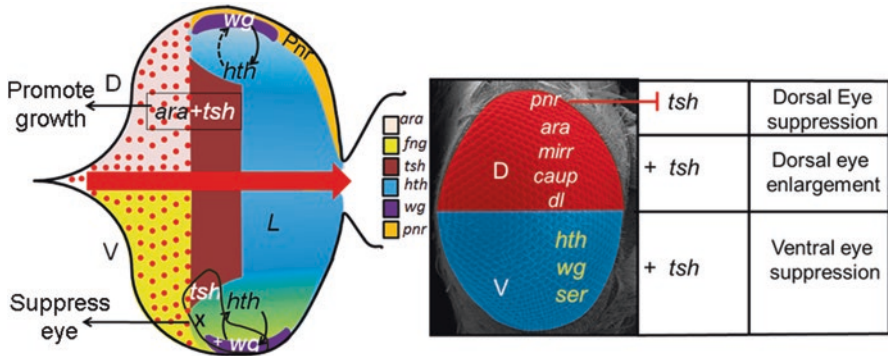 wg
Pnr
D
hth
Promote
growth
ara+tsh
ara
fng
tsh
hth
wg
pnr
L
V
tsh
hth
Suppress
eye
x
+ wg
pnr
ara
mirr
caup
dl
D
hth
wg
ser
V
tsh
Dorsal Eye
suppression
+ tsh
Dorsal eye
enlargement
+ tsh
Ventral eye
suppression